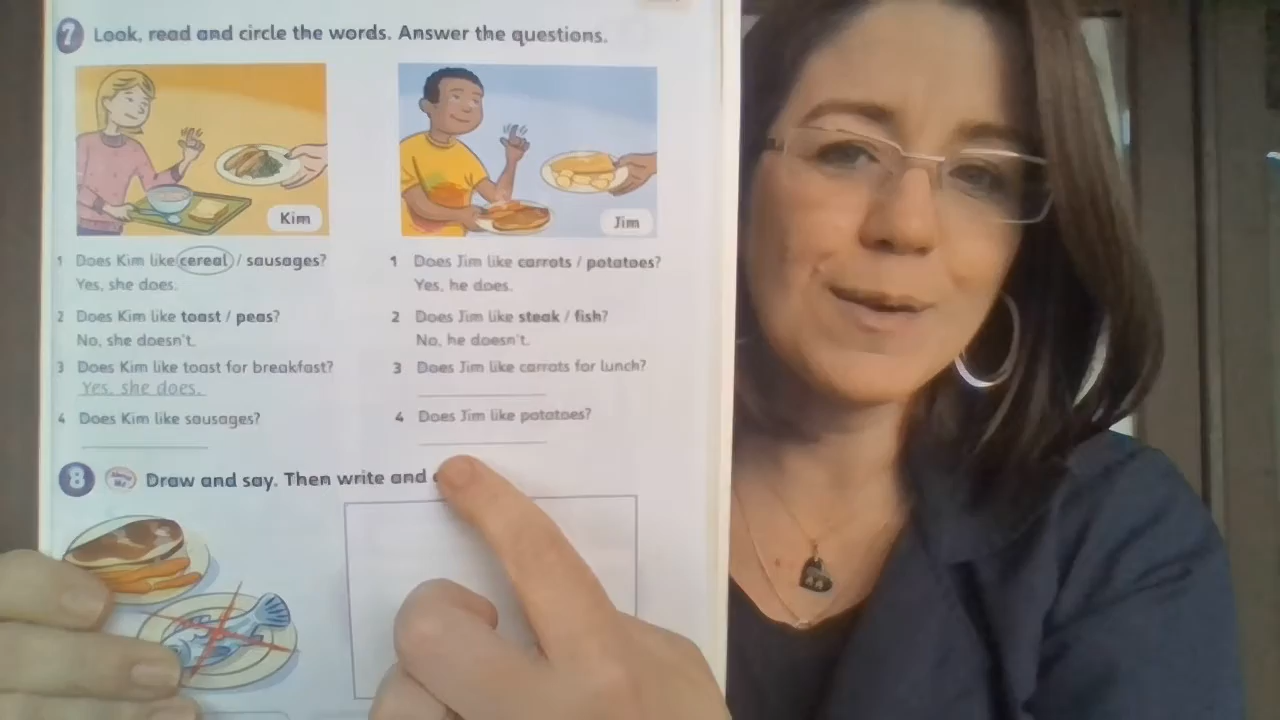 7 Look, read and circle the words. Answer the questions.
Kim
1 Does Kim like cereal / sausages?
Yes, she does.
2 Does Kim like toast / peas?
No, she doesn't.
3 Does Kim like toast for breakfast?
Yes, she does.
4 Does Kim like sausages?
Jim
1 Does Jim like carrots / potatoes?
Yes, he does.
2 Does Jim like steak / fish?
No, he doesn't.
3 Does Jim like carrots for lunch?
4 Does Jim like potatoes?
8 Draw and say. Then write and